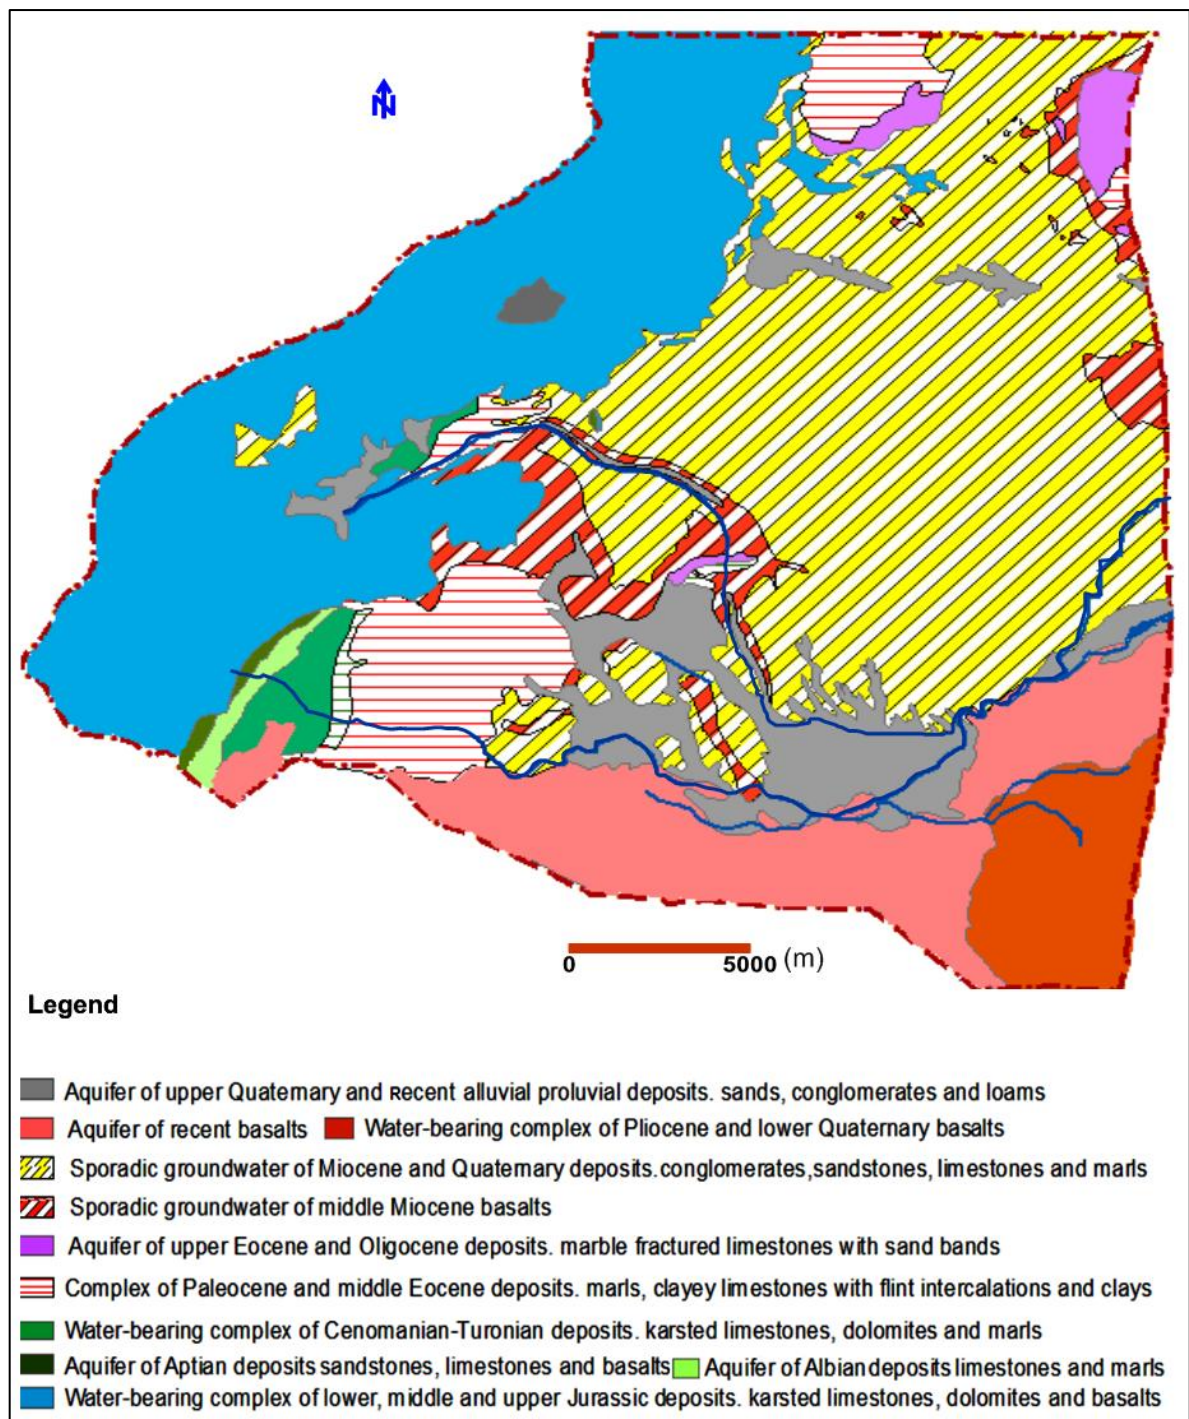 N
0 5000 (m)
Legend
Aquifer of upper Quaternary and Recent alluvial proluvial deposits. sands, conglomerates and loams
Aquifer of recent basalts Water-bearing complex of Pliocene and lower Quaternary basalts
Sporadic groundwater of Miocene and Quaternary deposits.conglomerates,sandstones, limestones and marls
Sporadic groundwater of middle Miocene basalts
Aquifer of upper Eocene and Oligocene deposits. marble fractured limestones with sand bands
Complex of Paleocene and middle Eocene deposits. marls, clayey limestones with flint intercalations and clays
Water-bearing complex of Cenomanian-Turonian deposits. karsted limestones, dolomites and marls
Aquifer of Aptian deposits sandstones, limestones and basalts Aquifer of Albian deposits limestones and marls
Water-bearing complex of lower, middle and upper Jurassic deposits. karsted limestones, dolomites and basalts